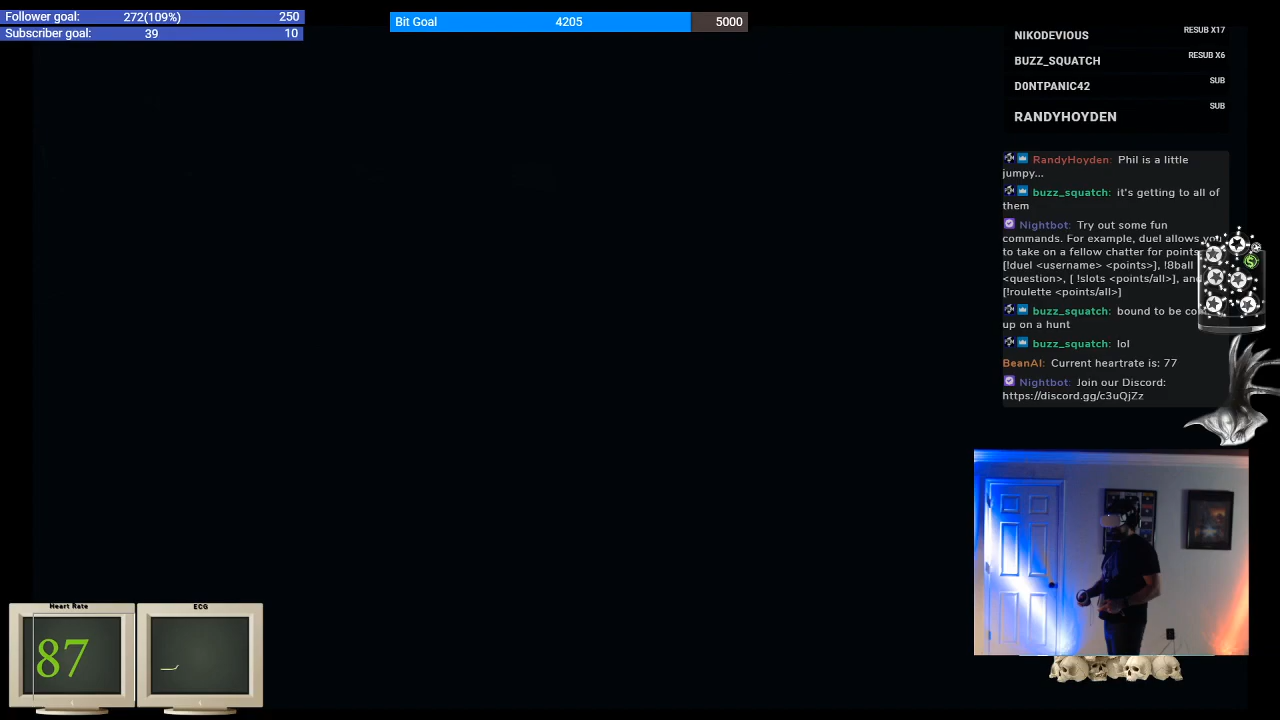 Follower goal: 272(109%) 250
Subscriber goal: 39 10
Bit Goal 4205 5000
NIKODEVIOUS RESUB X17
BUZZ_SQUATCH RESUB X6
D0NTPANIC42 SUB
RANDYHOYDEN SUB
RandyHoyden: Phil is a little
jumpy...
buzz_squatch: it's getting to all of
them
Nightbot: Try out some fun
commands. For example, duel allows you
to take on a fellow chatter for points
[!duel <username> <points>], !8ball
<question>, [ !slots <points/all>], and
[!roulette <points/all>]
buzz_squatch: bound to be
up on a hunt
buzz_squatch: lol
BeanAI: Current heartrate is: 77
Nightbot: Join our Discord:
https://discord.gg/c3uQjZz
Heart Rate
87
ECG